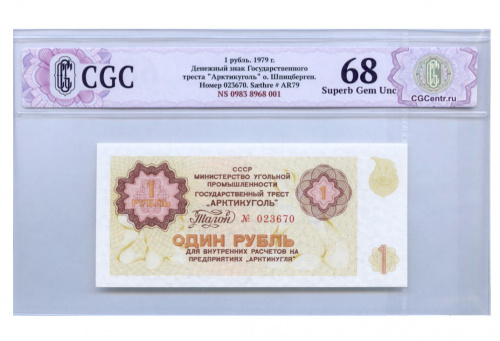 CGC
1 рубль. 1979 г.
Денежный знак Государственного
треста "Арктикуголь" о. Шпицберген.
Номер 023670. Sæthre # AR79
NS 0983 8968 001
68
Superb Gem Unc
CGCentr.ru
СССР
МИНИСТЕРСТВО УГОЛЬНОЙ
ПРОМЫШЛЕННОСТИ
ГОСУДАРСТВЕННЫЙ ТРЕСТ
„АРКТИКУГОЛЬ"
1
РУБЛЬ
1
Талон № 023670
ОДИН РУБЛЬ
ДЛЯ ВНУТРЕННИХ РАСЧЕТОВ НА
ПРЕДПРИЯТИЯХ „АРКТИКУГЛЯ"
1